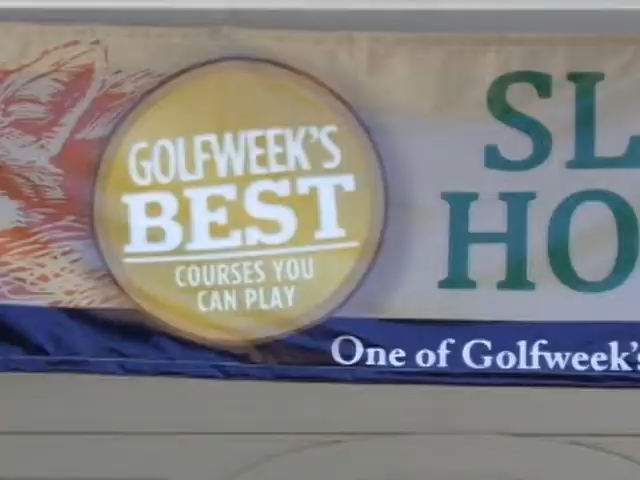 GOLFWEEK'S
BEST
COURSES YOU
CAN PLAY
SL
HO
One of Golfweek's